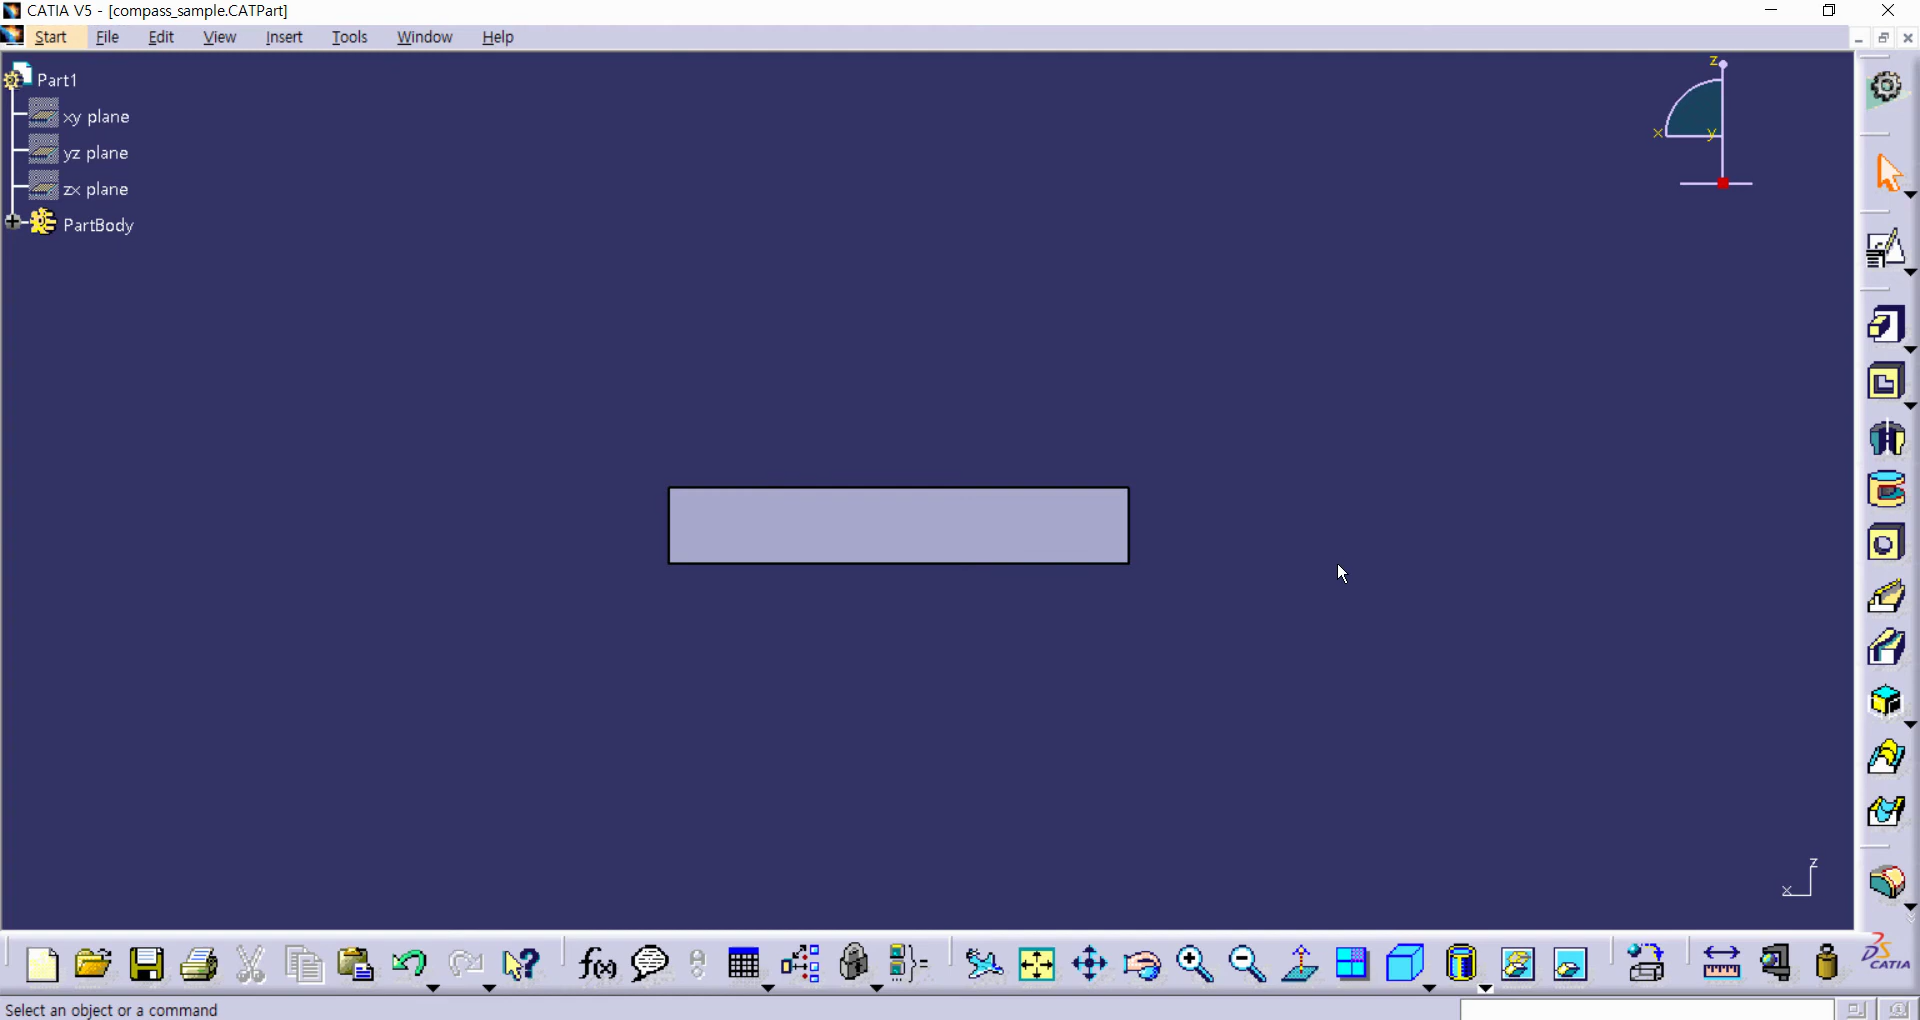 CATIA V5 - [compass_sample.CATPart]
Start File Edit View Insert Tools Window Help
Part1
xy plane
yz plane
zx plane
PartBody
z
x y
z
x
f(x)
CATIA
Select an object or a command